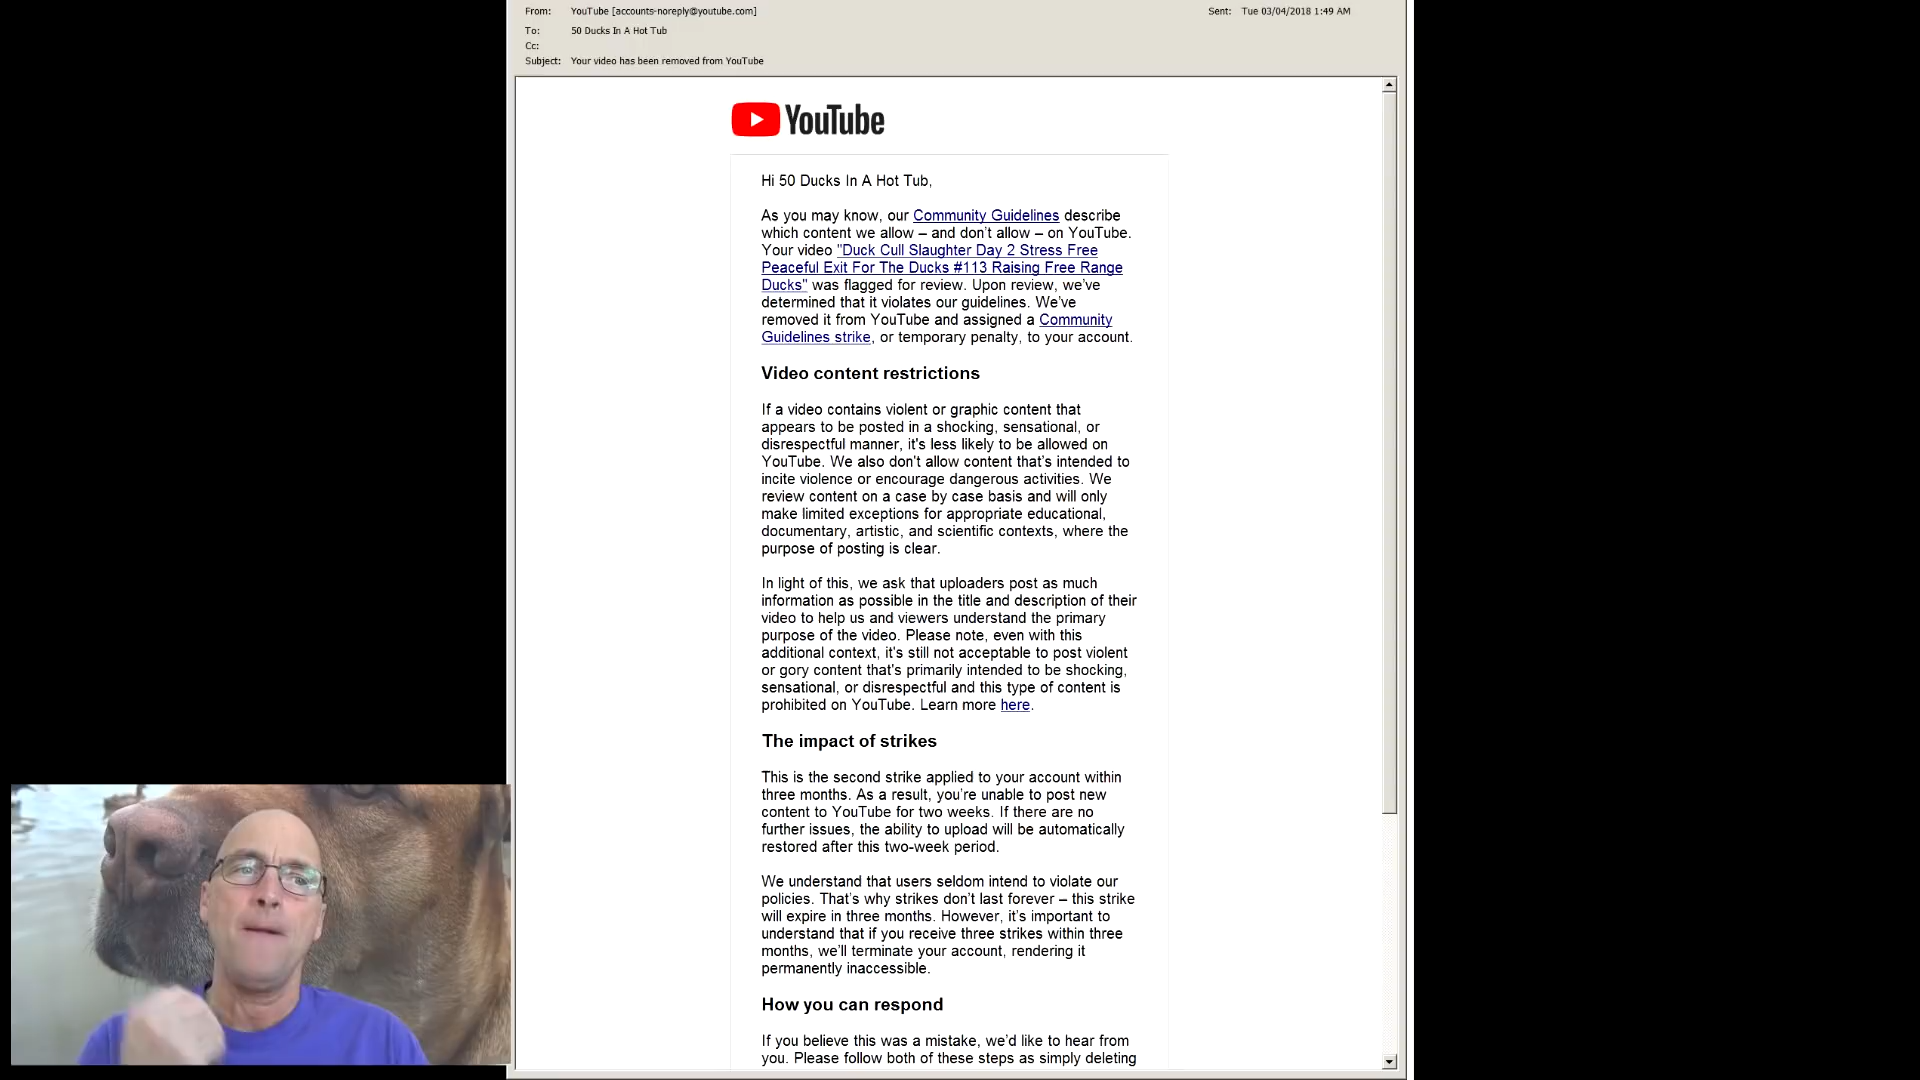 From: YouTube [accounts-noreply@youtube.com] Sent: Tue 03/04/2018 1:49 AM
To: 50 Ducks In A Hot Tub
Cc:
Subject: Your video has been removed from YouTube
YouTube
Hi 50 Ducks In A Hot Tub,
As you may know, our Community Guidelines describe
which content we allow – and don’t allow – on YouTube.
Your video "Duck Cull Slaughter Day 2 Stress Free
Peaceful Exit For The Ducks #113 Raising Free Range
Ducks" was flagged for review. Upon review, we’ve
determined that it violates our guidelines. We’ve
removed it from YouTube and assigned a Community
Guidelines strike, or temporary penalty, to your account.
Video content restrictions
If a video contains violent or graphic content that
appears to be posted in a shocking, sensational, or
disrespectful manner, it's less likely to be allowed on
YouTube. We also don't allow content that’s intended to
incite violence or encourage dangerous activities. We
review content on a case by case basis and will only
make limited exceptions for appropriate educational,
documentary, artistic, and scientific contexts, where the
purpose of posting is clear.
In light of this, we ask that uploaders post as much
information as possible in the title and description of their
video to help us and viewers understand the primary
purpose of the video. Please note, even with this
additional context, it's still not acceptable to post violent
or gory content that's primarily intended to be shocking,
sensational, or disrespectful and this type of content is
prohibited on YouTube. Learn more here.
The impact of strikes
This is the second strike applied to your account within
three months. As a result, you’re unable to post new
content to YouTube for two weeks. If there are no
further issues, the ability to upload will be automatically
restored after this two-week period.
We understand that users seldom intend to violate our
policies. That’s why strikes don’t last forever – this strike
will expire in three months. However, it’s important to
understand that if you receive three strikes within three
months, we’ll terminate your account, rendering it
permanently inaccessible.
How you can respond
If you believe this was a mistake, we’d like to hear from
you. Please follow both of these steps as simply deleting